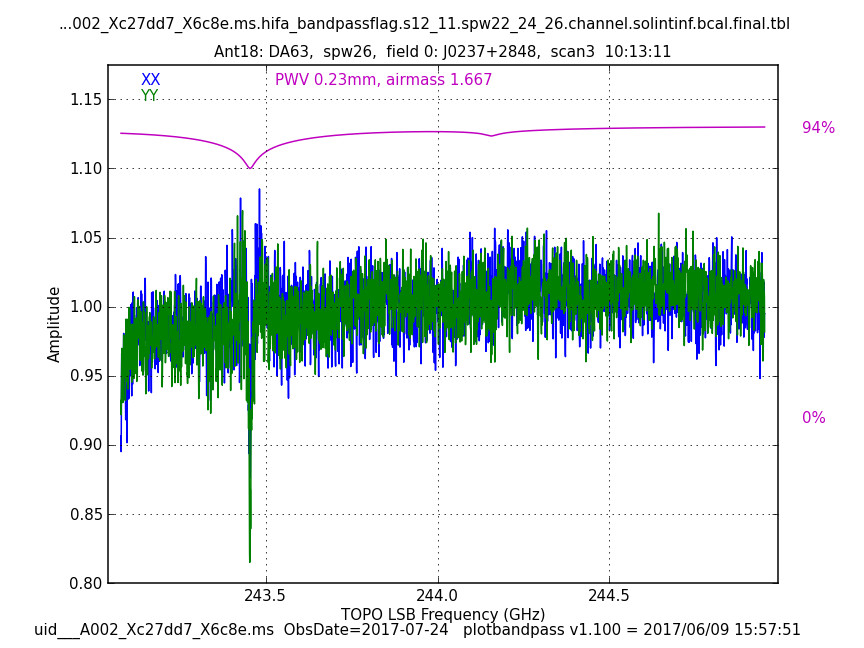 ...002_Xc27dd7_X6c8e.ms.hifa_bandpassflag.s12_11.spw22_24_26.channel.solintinf.bcal.final.tbl
Ant18: DA63,  spw26,  field 0: J0237+2848,  scan3  10:13:11
XX
YY
PWV 0.23mm, airmass 1.667
94%
0%
1.15
1.10
1.05
1.00
0.95
0.90
0.85
0.80
Amplitude
243.5
244.0
244.5
TOPO LSB Frequency (GHz)
uid___A002_Xc27dd7_X6c8e.ms  ObsDate=2017-07-24   plotbandpass v1.100 = 2017/06/09 15:57:51